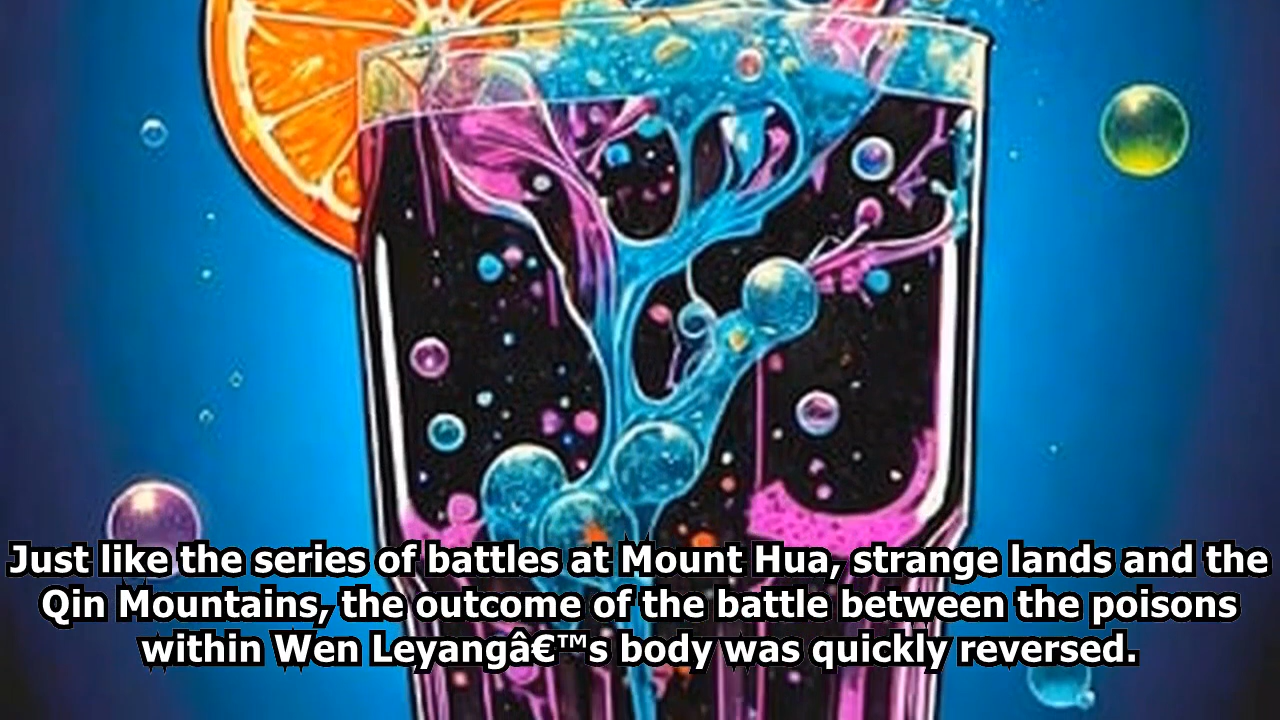 Just like the series of battles at Mount Hua, strange lands and the
Qin Mountains, the outcome of the battle between the poisons
within Wen Leyangâ€™s body was quickly reversed.